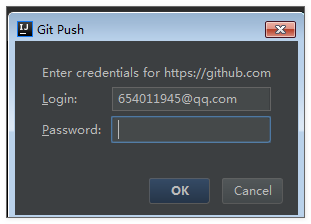 Git Push
Enter credentials for https://github.com
Login: 654011945@qq.com
Password:
OK Cancel